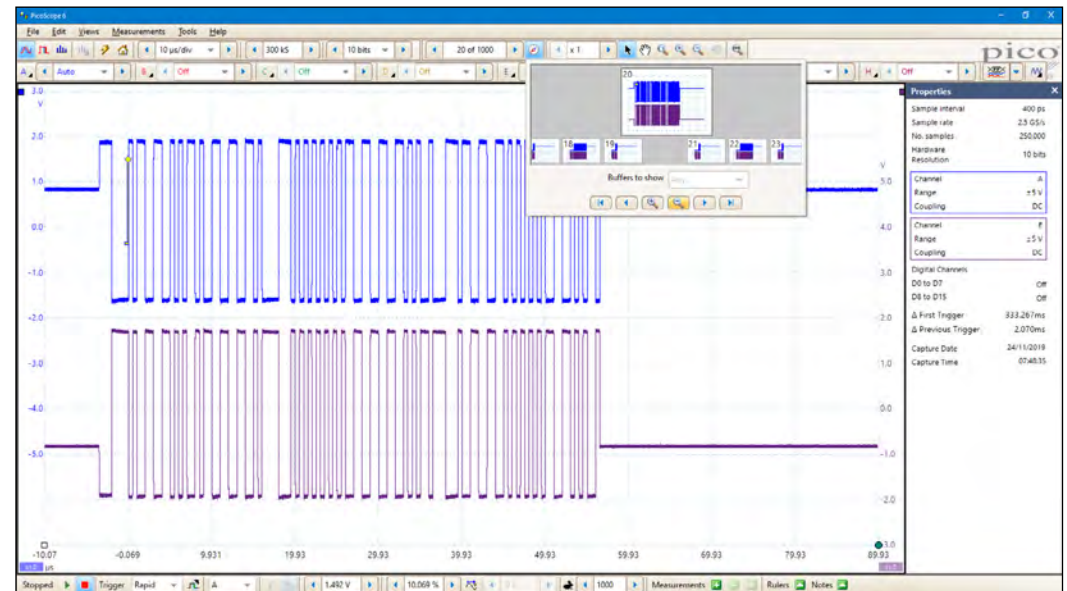 PicoScope 6
File Edit Views Measurements Tools Help
10 µs/div 300 kS 10 bits 20 of 1000 x 1
pico
A Auto B Off C Off D Off E H Off
20
18 19 21 22 23
Buffers to show
3.0
V
2.0
1.0
0.0
-1.0
-2.0
-3.0
-4.0
-5.0
V
5.0
4.0
3.0
2.0
1.0
0.0
-1.0
-2.0
-3.0
-10.07 -0.069 9.931 19.93 29.93 39.93 49.93 59.93 69.93 79.93 89.93
x1.0 µs x1.0
Properties
Sample interval 400 ps
Sample rate 2.5 GS/s
No. samples 250,000
Hardware Resolution 10 bits
Channel A
Range ±5 V
Coupling DC
Channel E
Range ±5 V
Coupling DC
Digital Channels
D0 to D7 Off
D8 to D15 Off
Δ First Trigger 333.267ms
Δ Previous Trigger 2.070ms
Capture Date 24/11/2019
Capture Time 07:48:35
Stopped Trigger Rapid A 1.492 V 10.069 % 1000 Measurements Rulers Notes